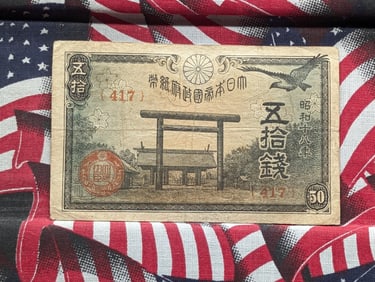 大日本帝國政府紙幣
五拾
{417}
五拾錢
昭和十八年
{417}
50